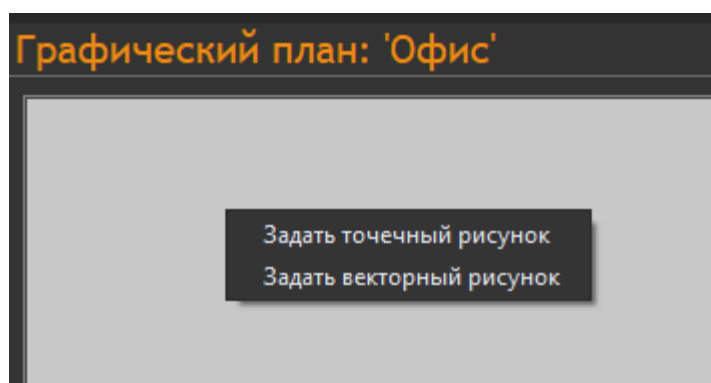 Графический план: 'Офис'
Задать точечный рисунок
Задать векторный рисунок